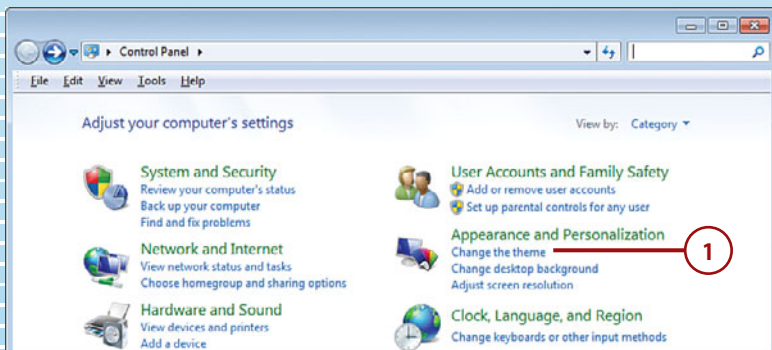 Control Panel
File Edit View Tools Help
Adjust your computer's settings
View by: Category
System and Security
Review your computer's status
Back up your computer
Find and fix problems
Network and Internet
View network status and tasks
Choose homegroup and sharing options
Hardware and Sound
View devices and printers
Add a device
User Accounts and Family Safety
Add or remove user accounts
Set up parental controls for any user
Appearance and Personalization
Change the theme
1
Change desktop background
Adjust screen resolution
Clock, Language, and Region
Change keyboards or other input methods